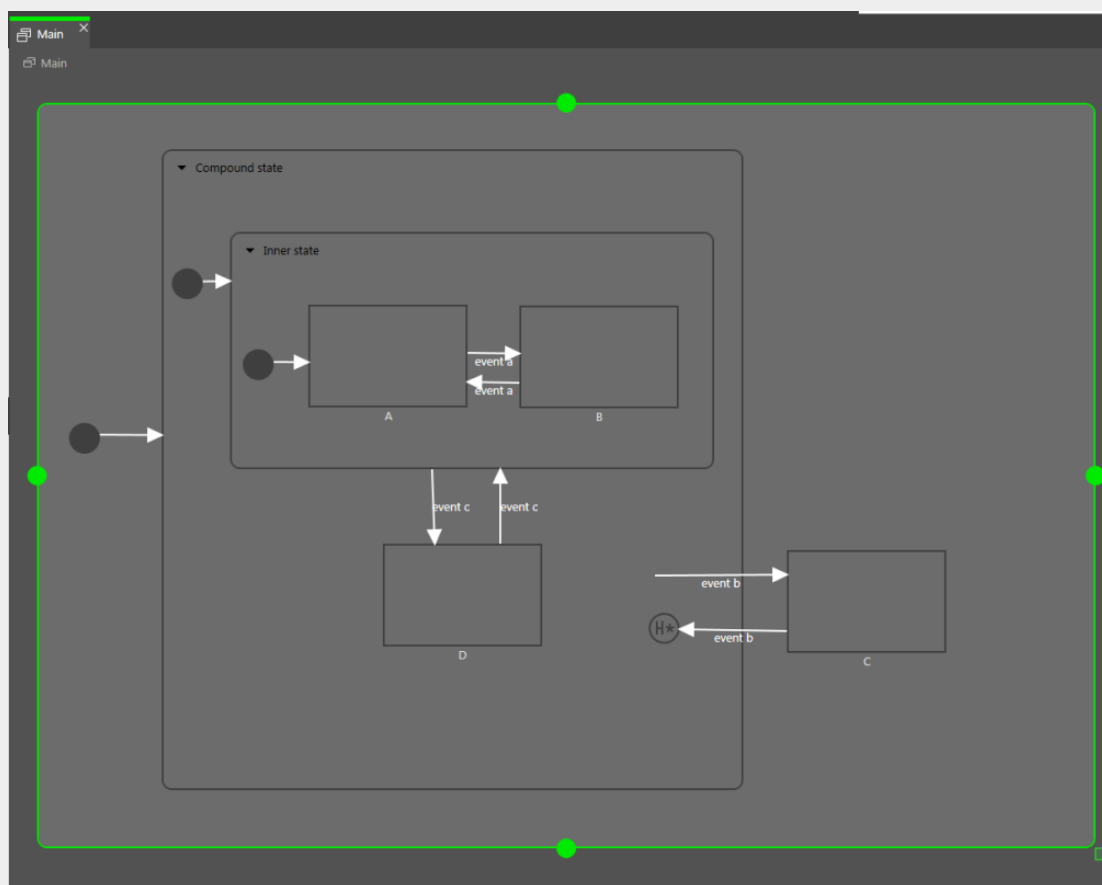 Main
Main
Compound state
Inner state
event a
event a
A
B
event c
event c
event b
H*
event b
D
C